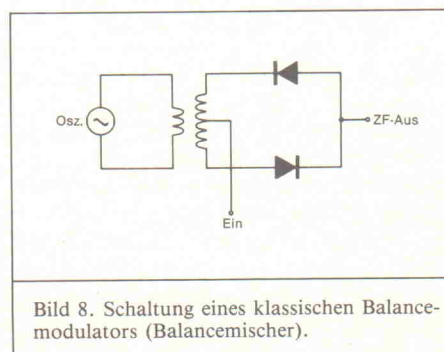 Osz.
ZF-Aus
Ein
Bild 8. Schaltung eines klassischen Balance-
modulators (Balancemischer).